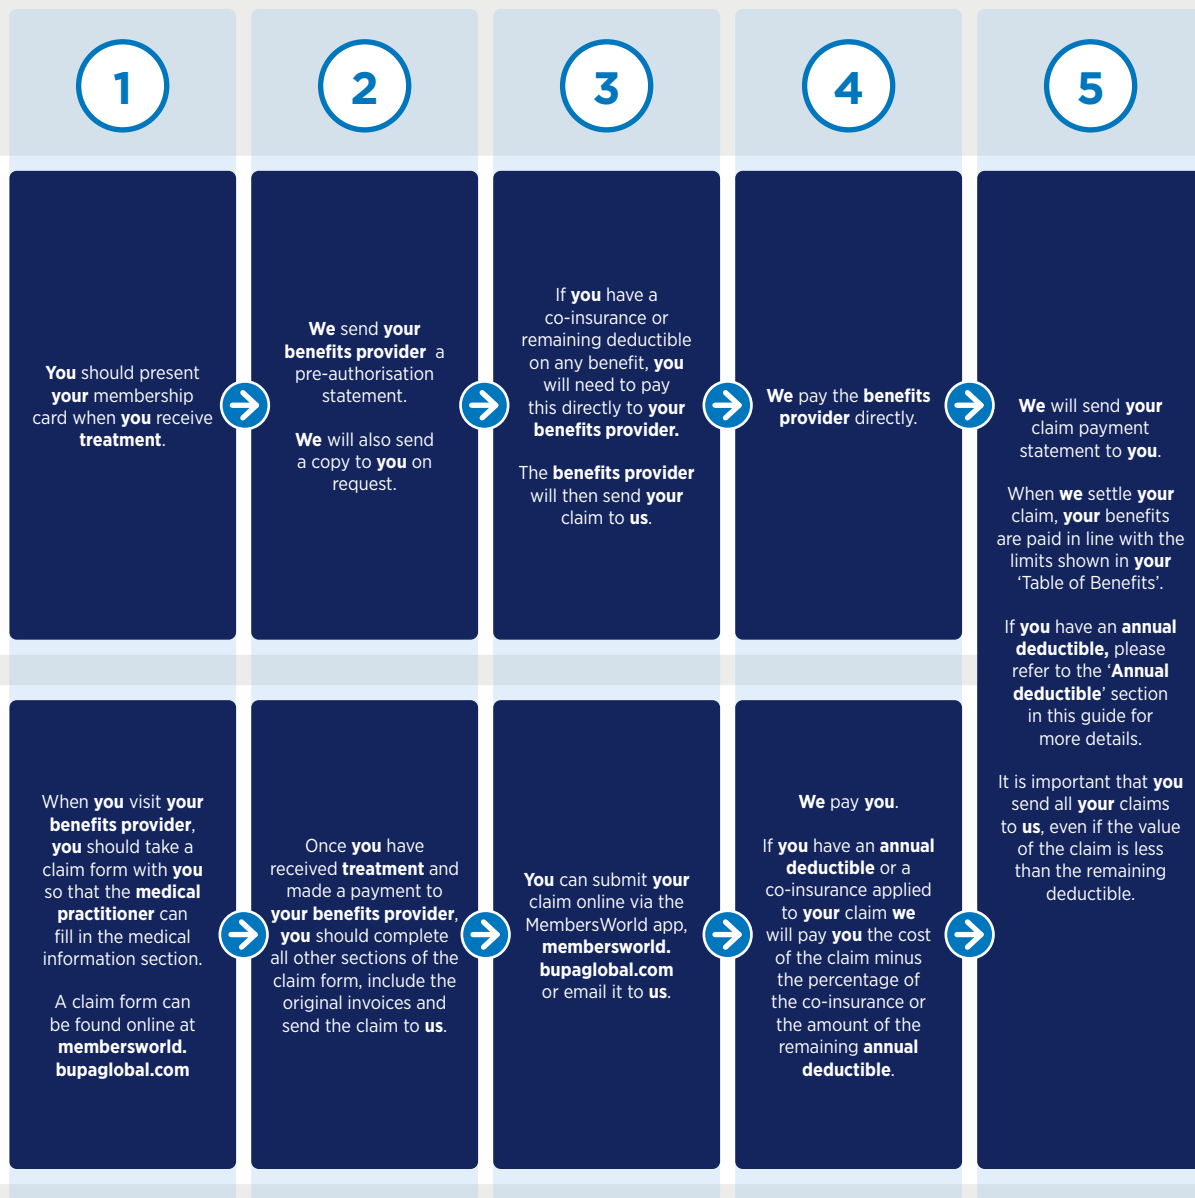 1
2
3
4
5
You should present
your membership
card when you receive
treatment.
We send your
benefits provider a
pre-authorisation
statement.
We will also send
a copy to you on
request.
If you have a
co-insurance or
remaining deductible
on any benefit, you
will need to pay
this directly to your
benefits provider.
The benefits provider
will then send your
claim to us.
We pay the benefits
provider directly.
We will send your
claim payment
statement to you.
When we settle your
claim, your benefits
are paid in line with the
limits shown in your
‘Table of Benefits’.
If you have an annual
deductible, please
refer to the ‘Annual
deductible’ section
in this guide for
more details.
It is important that you
send all your claims
to us, even if the value
of the claim is less
than the remaining
deductible.
When you visit your
benefits provider,
you should take a
claim form with you
so that the medical
practitioner can
fill in the medical
information section.
A claim form can
be found online at
membersworld.
bupaglobal.com
Once you have
received treatment and
made a payment to
your benefits provider,
you should complete
all other sections of the
claim form, include the
original invoices and
send the claim to us.
You can submit your
claim online via the
MembersWorld app,
membersworld.
bupaglobal.com
or email it to us.
We pay you.
If you have an annual
deductible or a
co-insurance applied
to your claim we
will pay you the cost
of the claim minus
the percentage of
the co-insurance or
the amount of the
remaining annual
deductible.